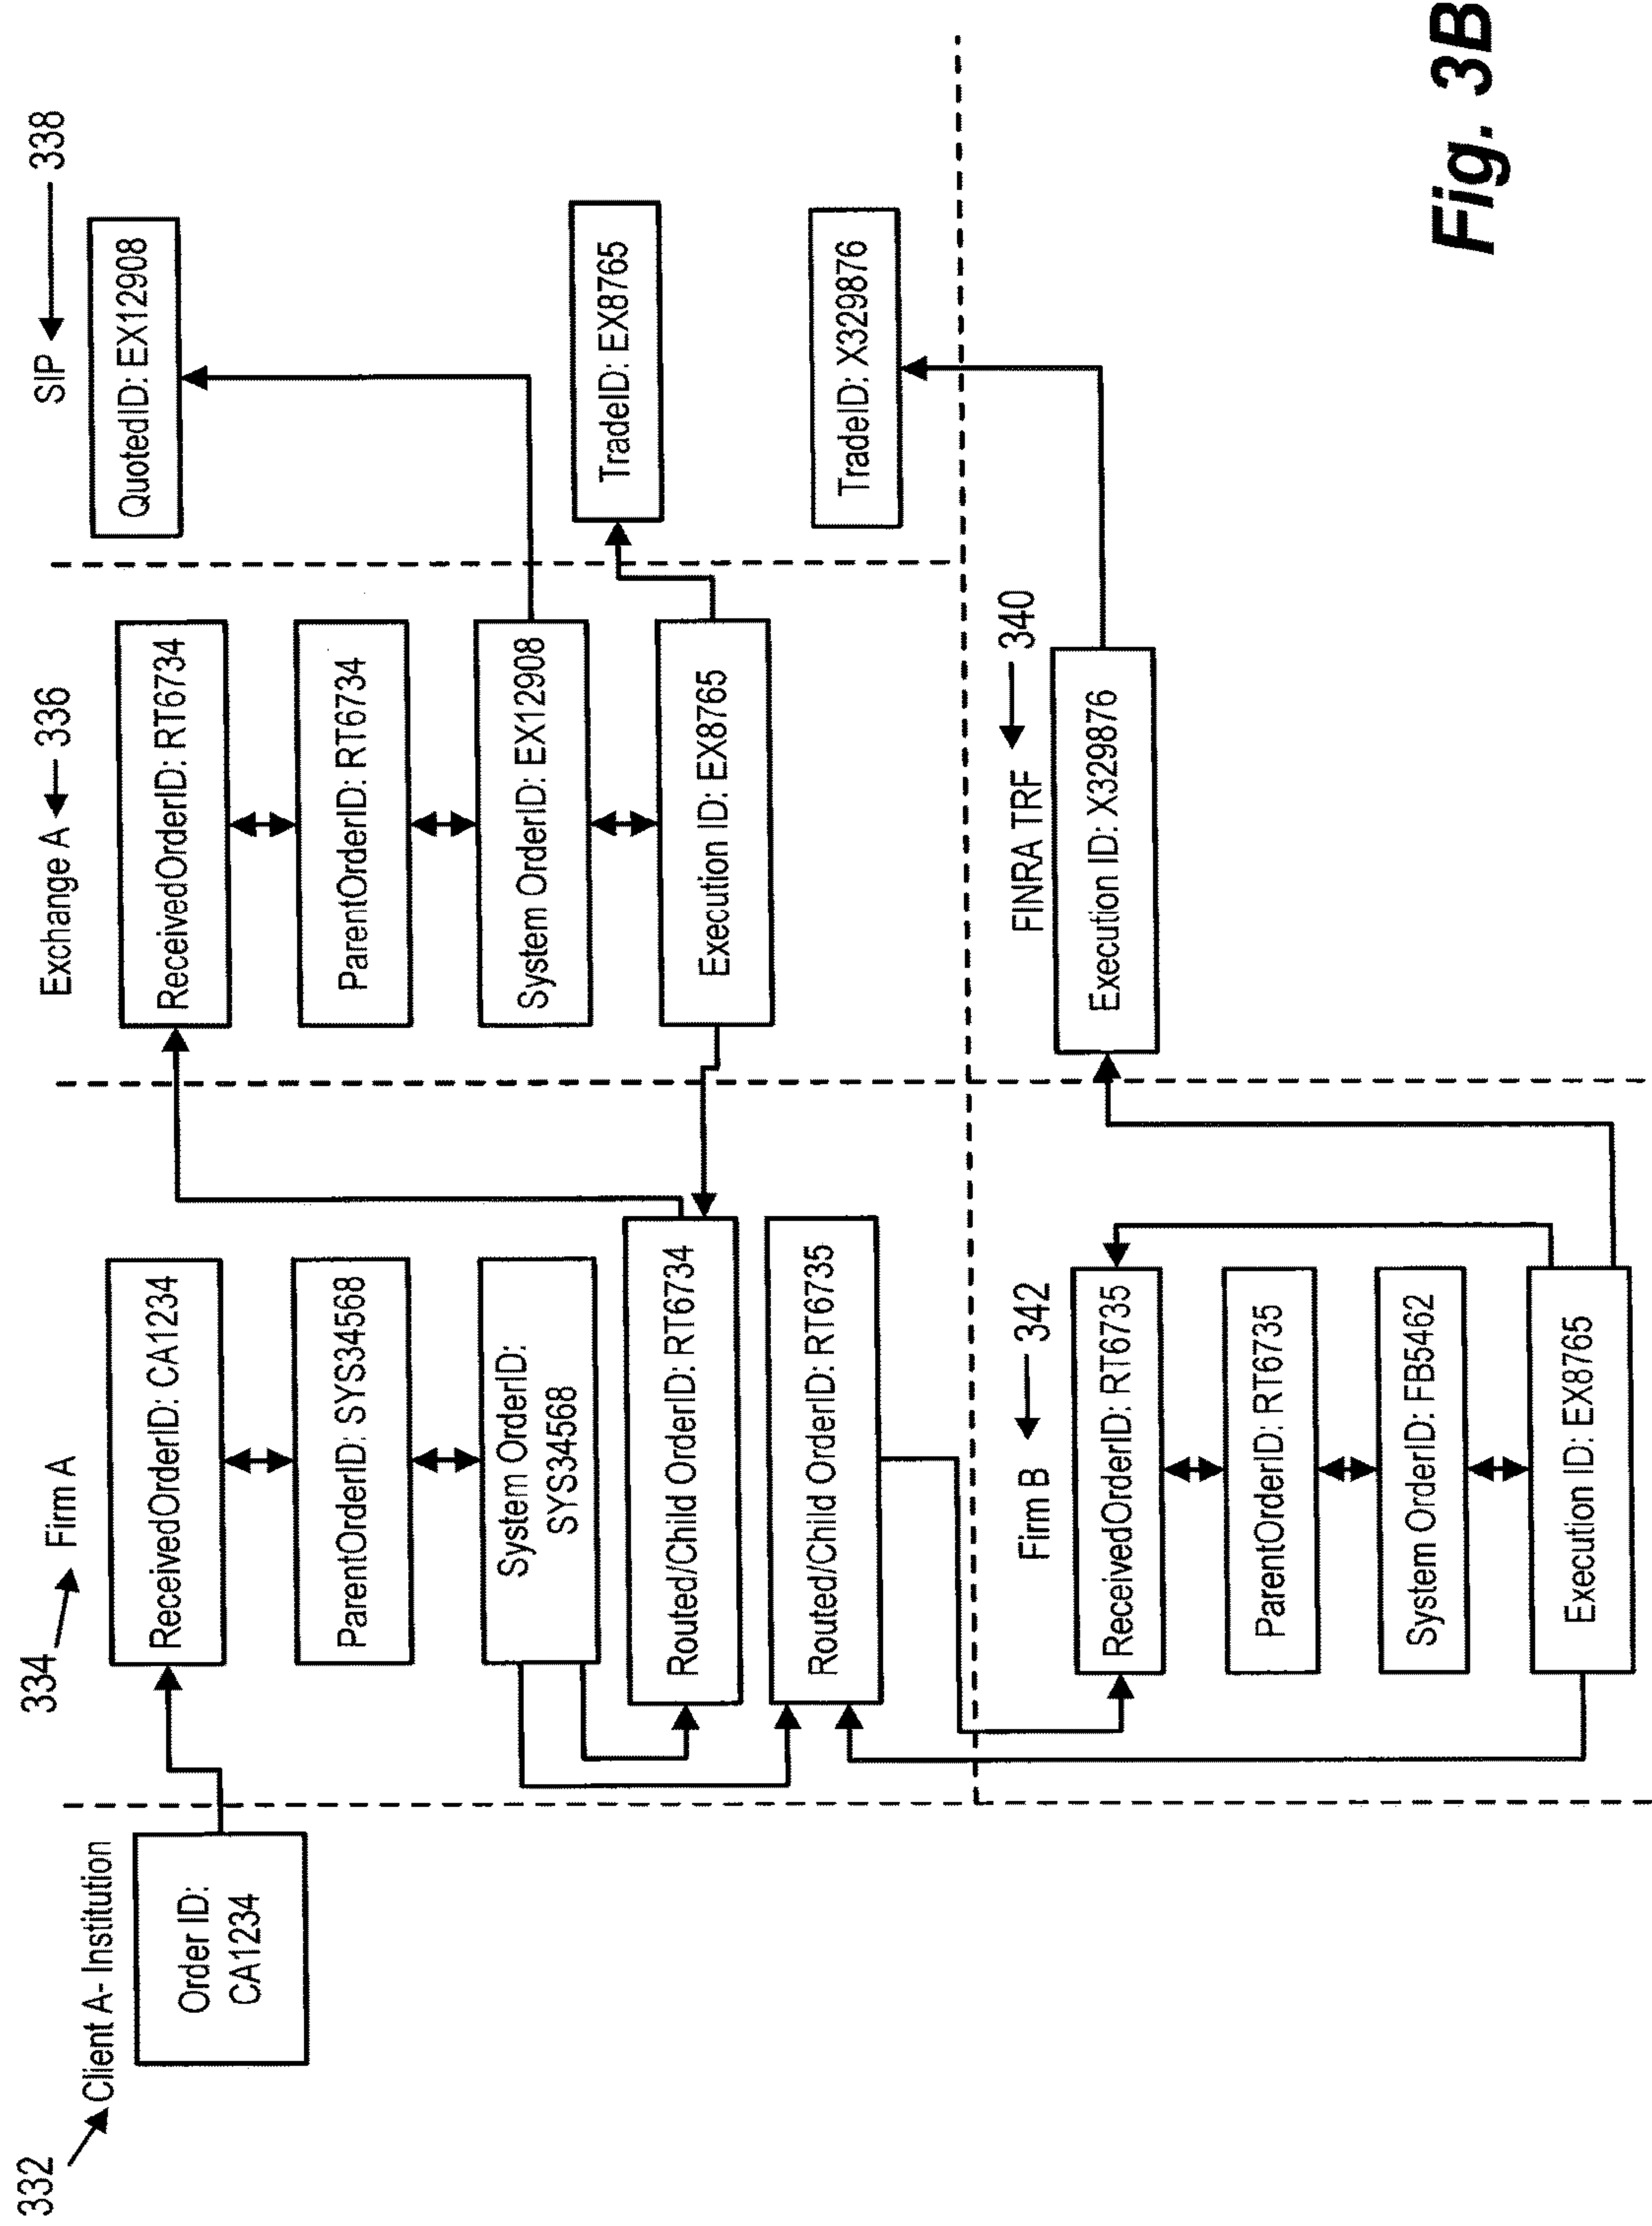 332
Client A- Institution
Order ID:
CA1234
334
Firm A
ReceivedOrderID: CA1234
ParentOrderID: SYS34568
System OrderID:
SYS34568
Routed/Child OrderID: RT6734
Routed/Child OrderID: RT6735
Exchange A
336
ReceivedOrderID: RT6734
ParentOrderID: RT6734
System OrderID: EX12908
Execution ID: EX8765
SIP
338
QuotedID: EX12908
TradeID: EX8765
TradeID: X329876
Firm B
342
ReceivedOrderID: RT6735
ParentOrderID: RT6735
System OrderID: FB5462
Execution ID: EX8765
FINRA TRF
340
Execution ID: X329876
Fig. 3B